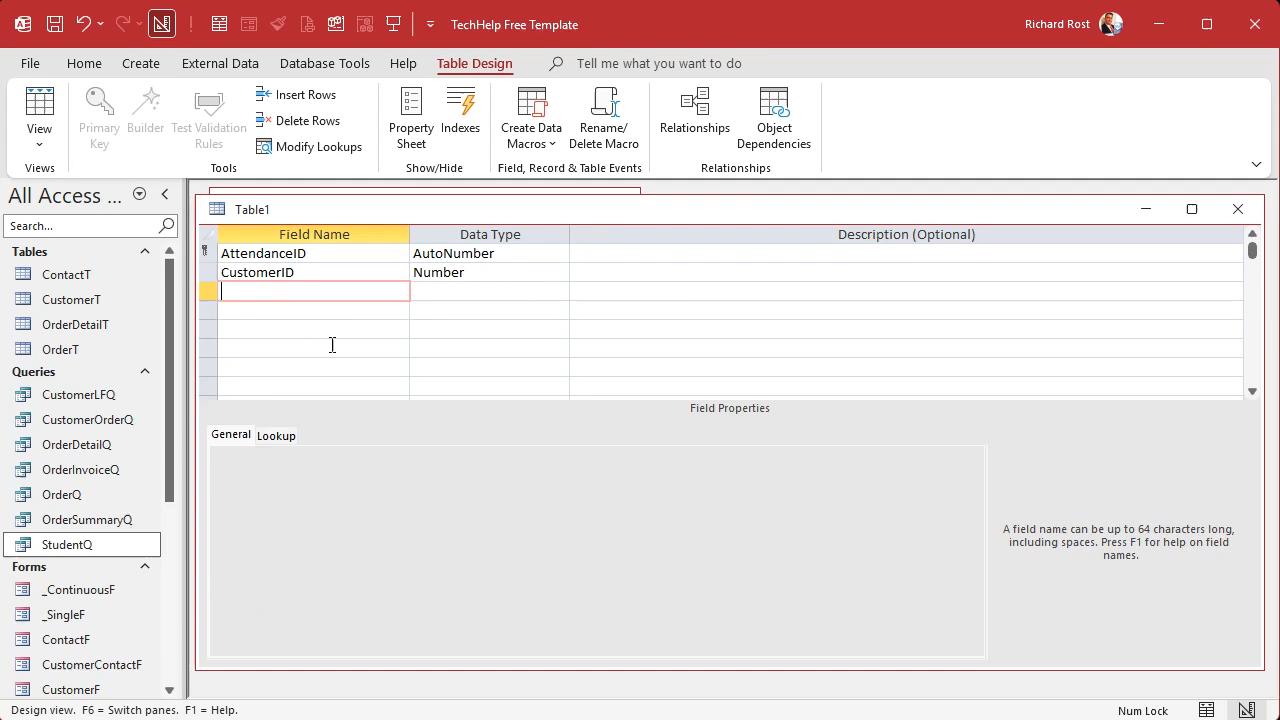 TechHelp Free Template
Richard Rost
File Home Create External Data Database Tools Help Table Design Tell me what you want to do
View
Views
Primary Key
Builder
Test Validation Rules
Insert Rows
Delete Rows
Modify Lookups
Tools
Property Sheet
Indexes
Show/Hide
Create Data Macros
Rename/ Delete Macro
Field, Record & Table Events
Relationships
Object Dependencies
Relationships
All Access ...
Search...
Tables
ContactT
CustomerT
OrderDetailT
OrderT
Queries
CustomerLFQ
CustomerOrderQ
OrderDetailQ
OrderInvoiceQ
OrderQ
OrderSummaryQ
StudentQ
Forms
_ContinuousF
_SingleF
ContactF
CustomerContactF
CustomerF
Table1
Field Name Data Type Description (Optional)
AttendanceID AutoNumber
CustomerID Number
Field Properties
General Lookup
A field name can be up to 64 characters long,
including spaces. Press F1 for help on field
names.
Design view. F6 = Switch panes. F1 = Help.
Num Lock